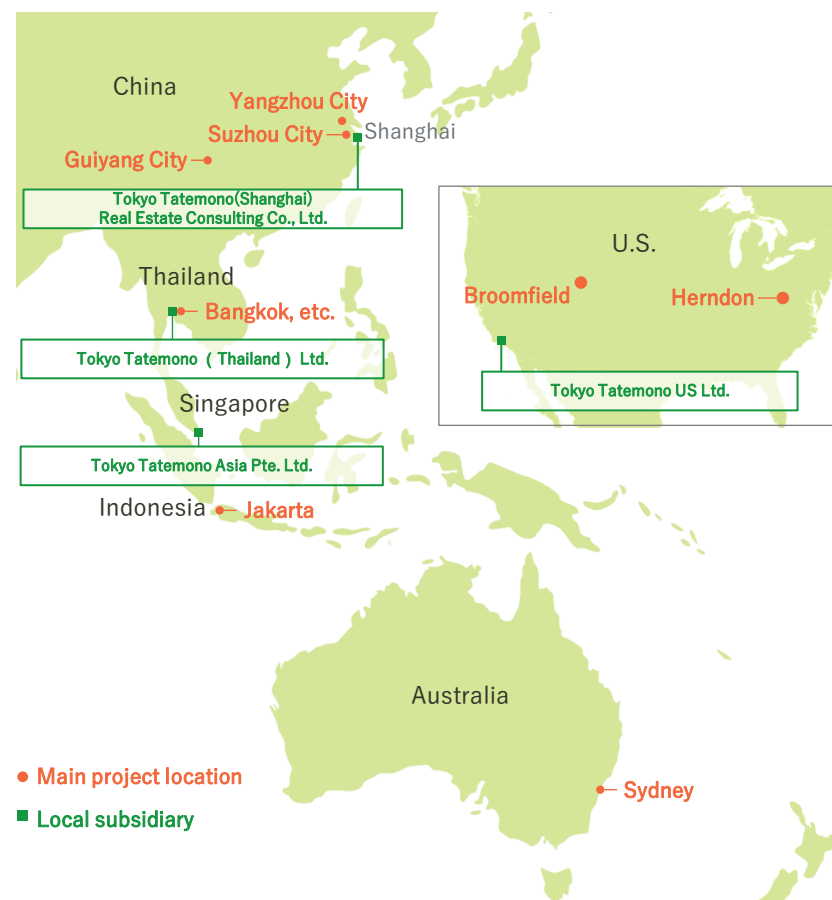 China
Yangzhou City
Suzhou City
Shanghai
Guiyang City
Tokyo Tatemono(Shanghai)
Real Estate Consulting Co., Ltd.
U.S.
Broomfield
Herndon
Tokyo Tatemono US Ltd.
Thailand
Bangkok, etc.
Tokyo Tatemono ( Thailand ) Ltd.
Singapore
Tokyo Tatemono Asia Pte. Ltd.
Indonesia
Jakarta
Australia
Sydney
Main project location
Local subsidiary